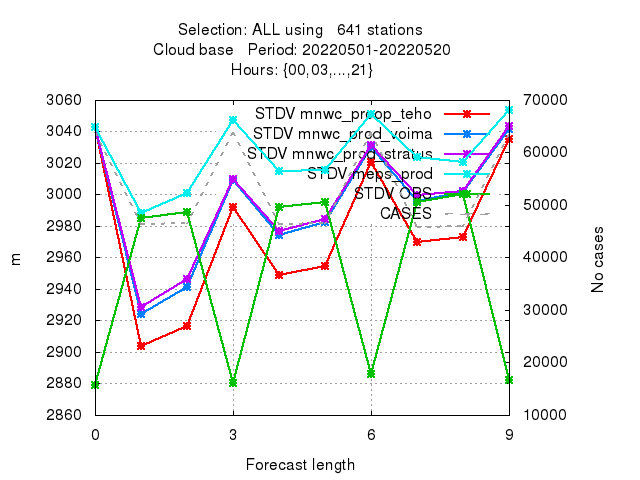 Selection: ALL using   641 stations
Cloud base   Period: 20220501-20220520
Hours: {00,03,...,21}
3060
3040
3020
3000
2980
2960
2940
2920
2900
2880
2860
m
STDV mnwc_preop_teho
STDV mnwc_prod_voima
STDV mnwc_prod_stratus
STDV meps_prod
STDV OBS
CASES
70000
60000
50000
40000
30000
20000
10000
No cases
0 3 6 9
Forecast length